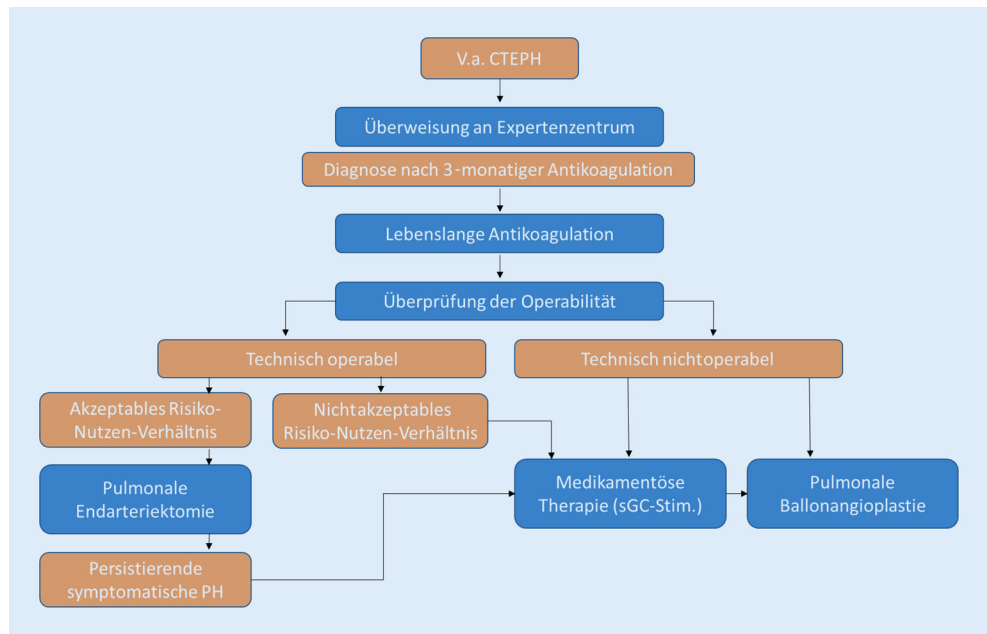 V.a. CTEPH
Überweisung an Expertenzentrum
Diagnose nach 3-monatiger Antikoagulation
Lebenslange Antikoagulation
Überprüfung der Operabilität
Technisch operabel
Technisch nichtoperabel
Akzeptables Risiko-
Nutzen-Verhältnis
Nichtakzeptables
Risiko-Nutzen-Verhältnis
Pulmonale
Endarteriektomie
Medikamentöse
Therapie (sGC-Stim.)
Pulmonale
Ballonangioplastie
Persistierende
symptomatische PH